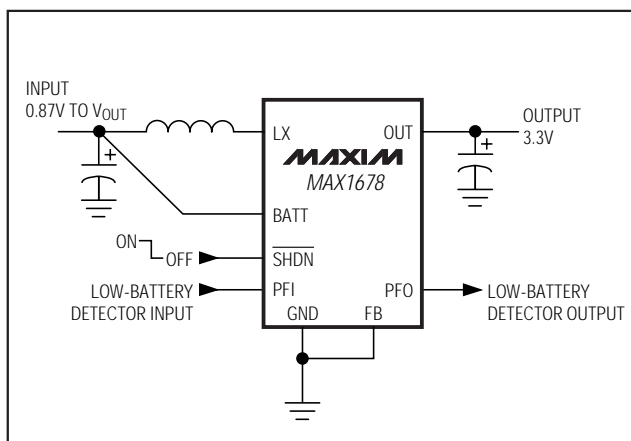 INPUT
0.87V TO VOUT
OUTPUT
3.3V
LX
OUT
MAXIM
MAX1678
BATT
ON
OFF
SHDN
LOW-BATTERY
DETECTOR INPUT
PFI
PFO
LOW-BATTERY
DETECTOR OUTPUT
GND
FB
+
+